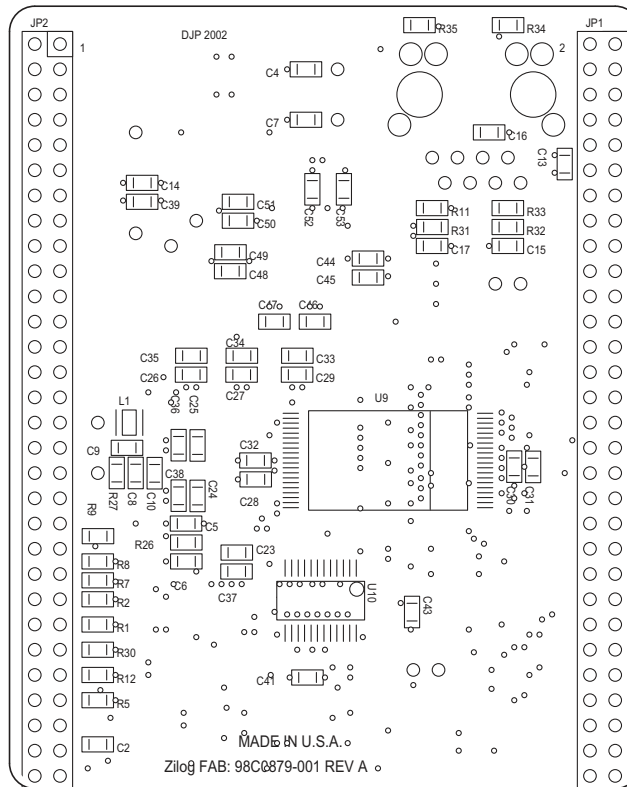 JP2
DJP 2002
R35
R34
JP1
1
2
C4
C7
C16
C13
C14
C39
C51
C50
C52
C53
R11
R33
R31
R32
C17
C15
C49
C48
C44
C45
C47
C46
C34
C35
C33
C26
C27
C29
L1
C36
C25
U9
C9
C32
C38
C24
C28
R27
C8
C10
C30
C31
R9
C5
R26
C23
R8
R7
C6
C37
U10
R2
C43
R1
R30
R12
C41
R5
C2
MADE IN U.S.A.
Zilog FAB: 98C0879-001 REV A